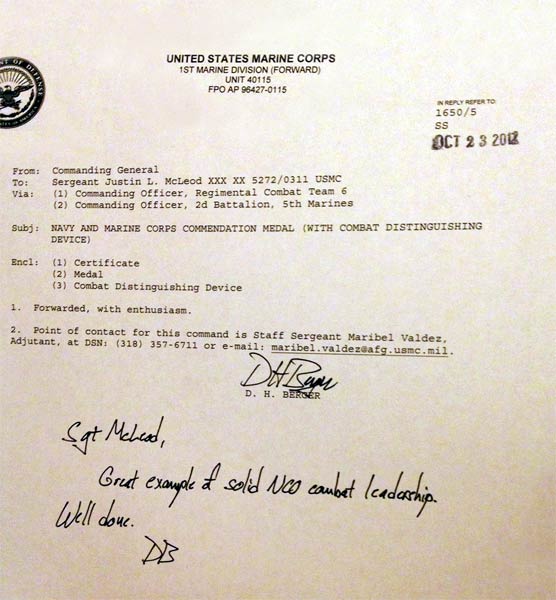 NT OF DEFENSE
UNITED STATES MARINE CORPS
1ST MARINE DIVISION (FORWARD)
UNIT 40115
FPO AP 96427-0115
IN REPLY REFER TO:
1650/5
SS
OCT 23 2012
From: Commanding General
To: Sergeant Justin L. McLeod XXX XX 5272/0311 USMC
Via: (1) Commanding Officer, Regimental Combat Team 6
(2) Commanding Officer, 2d Battalion, 5th Marines
Subj: NAVY AND MARINE CORPS COMMENDATION MEDAL (WITH COMBAT DISTINGUISHING
DEVICE)
Encl: (1) Certificate
(2) Medal
(3) Combat Distinguishing Device
1. Forwarded, with enthusiasm.
2. Point of contact for this command is Staff Sergeant Maribel Valdez,
Adjutant, at DSN: (318) 357-6711 or e-mail: maribel.valdez@afg.usmc.mil.
DH Berger
D. H. BERGER
Sgt McLeod,
Great example of solid NCO combat leadership.
Well done.
DB